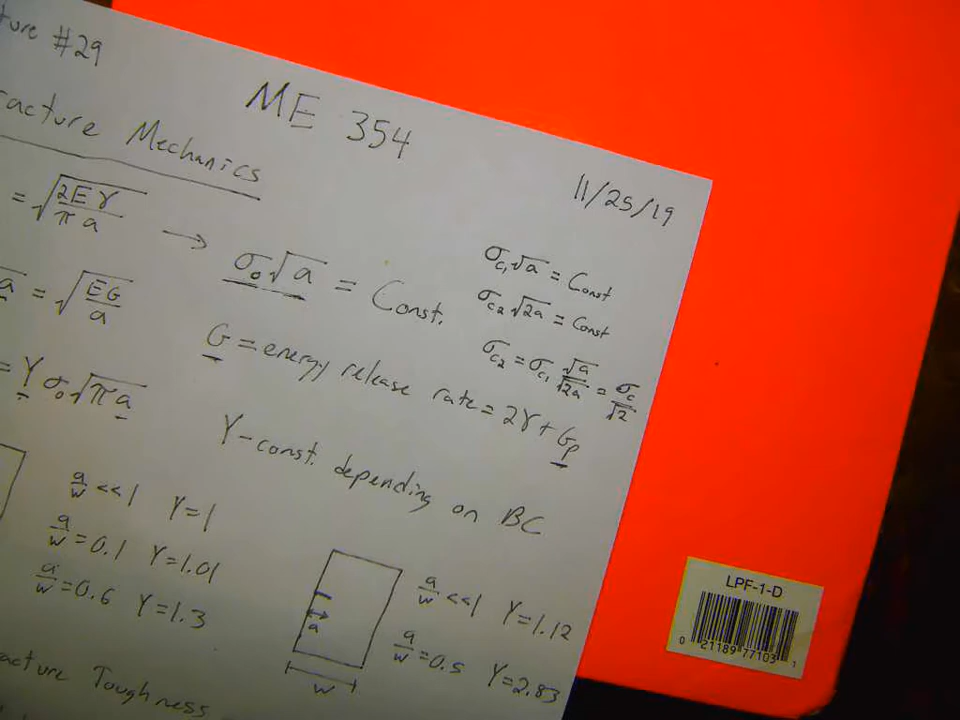 ture #29
ME 354
11/25/19
acture Mechanics
= √(2Eγ/πa) → σ₀√a = Const.
σc₁√a = Const
σc₂√2a = Const
σc₂ = σc₁ √a/√2a = σc/√2
a = √(EG/a)
G = energy release rate = 2γ + Gp
= Y σ₀√πa
Y - const. depending on BC
a/w << 1 Y = 1
a/w = 0.1 Y = 1.01
a/w = 0.6 Y = 1.3
a
w
a/w << 1 Y = 1.12
a/w = 0.5 Y = 2.83
acture Toughness
LPF-1-D
0 21189 77103 1